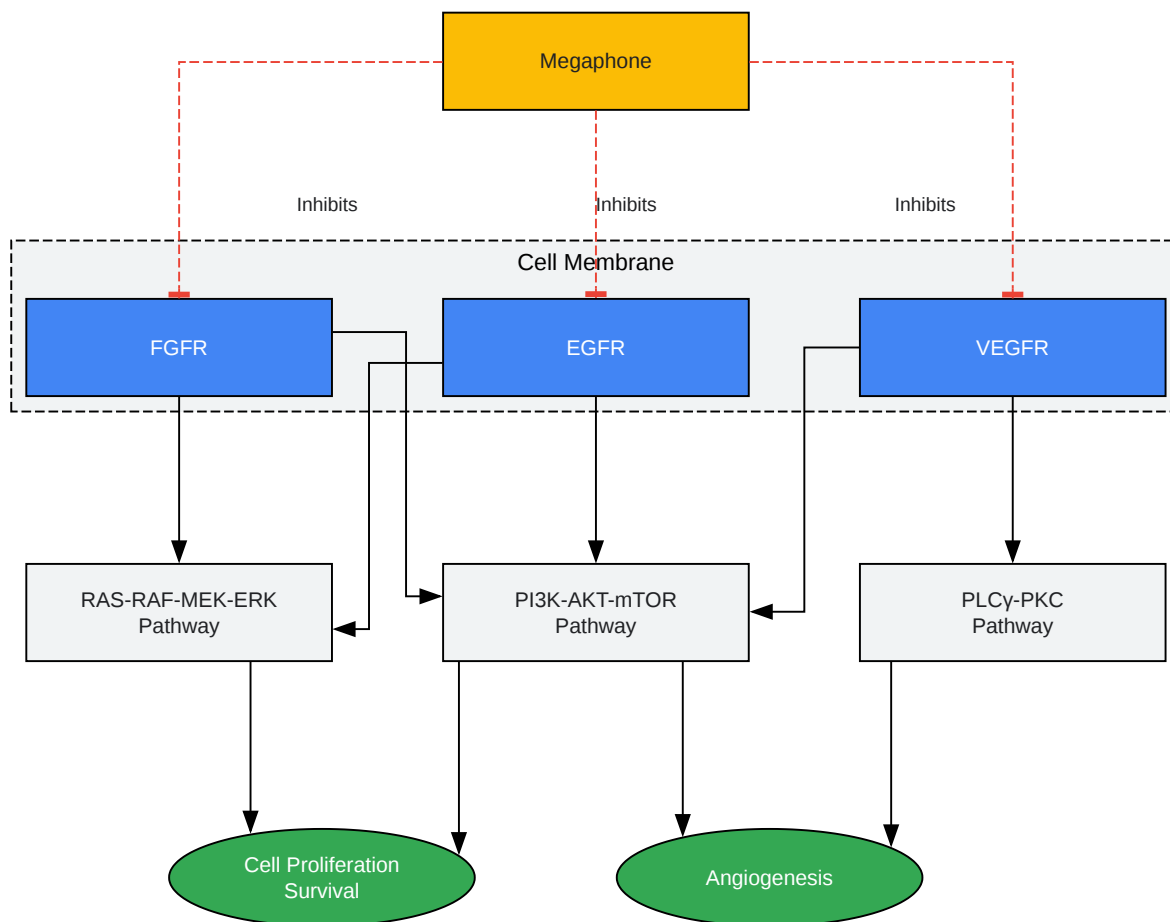 Megaphone
Inhibits
Inhibits
Inhibits
Cell Membrane
FGFR
EGFR
VEGFR
RAS-RAF-MEK-ERK
Pathway
PI3K-AKT-mTOR
Pathway
PLCγ-PKC
Pathway
Cell Proliferation
Survival
Angiogenesis